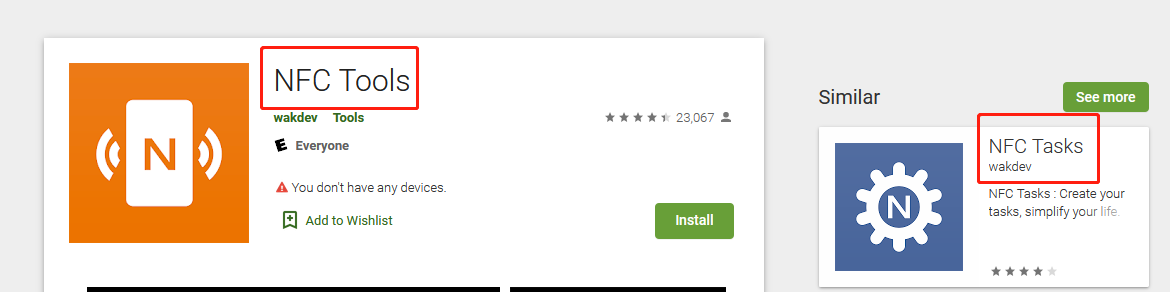 NFC Tools
wakdev Tools
23,067
E Everyone
You don't have any devices.
Add to Wishlist
Install
N
Similar
See more
NFC Tasks
wakdev
NFC Tasks : Create your
tasks, simplify your life.
N